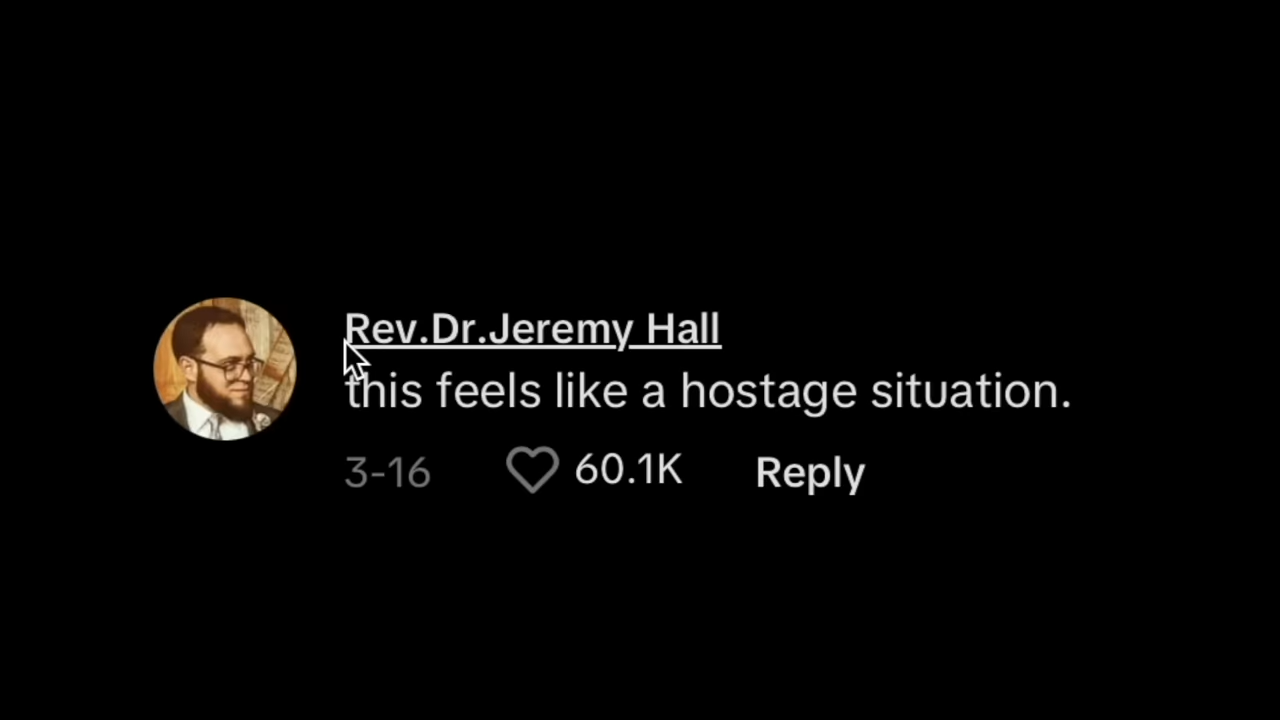 Rev.Dr.Jeremy Hall
this feels like a hostage situation.
3-16 60.1K Reply